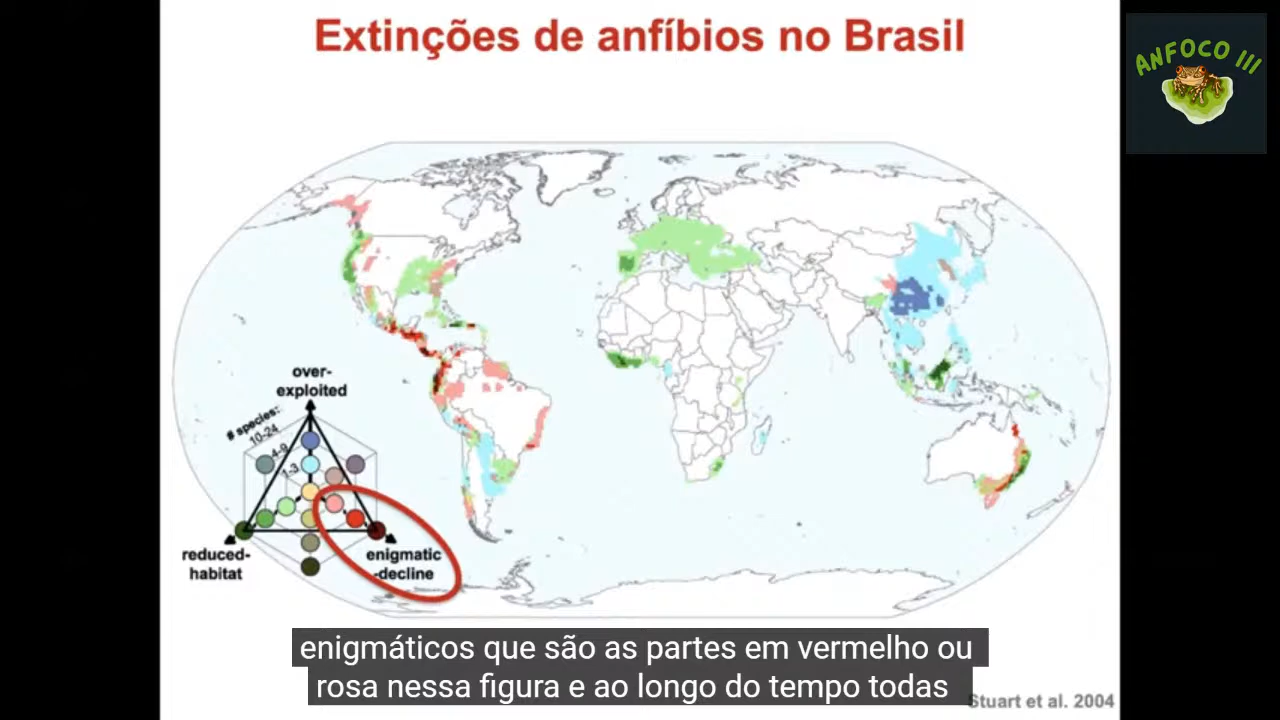 Extinções de anfíbios no Brasil
ANFOCO III
over-
exploited
# species:
10-24
4-9
1-3
reduced-
habitat
enigmatic
-decline
enigmáticos que são as partes em vermelho ou
rosa nessa figura e ao longo do tempo todas
Stuart et al. 2004